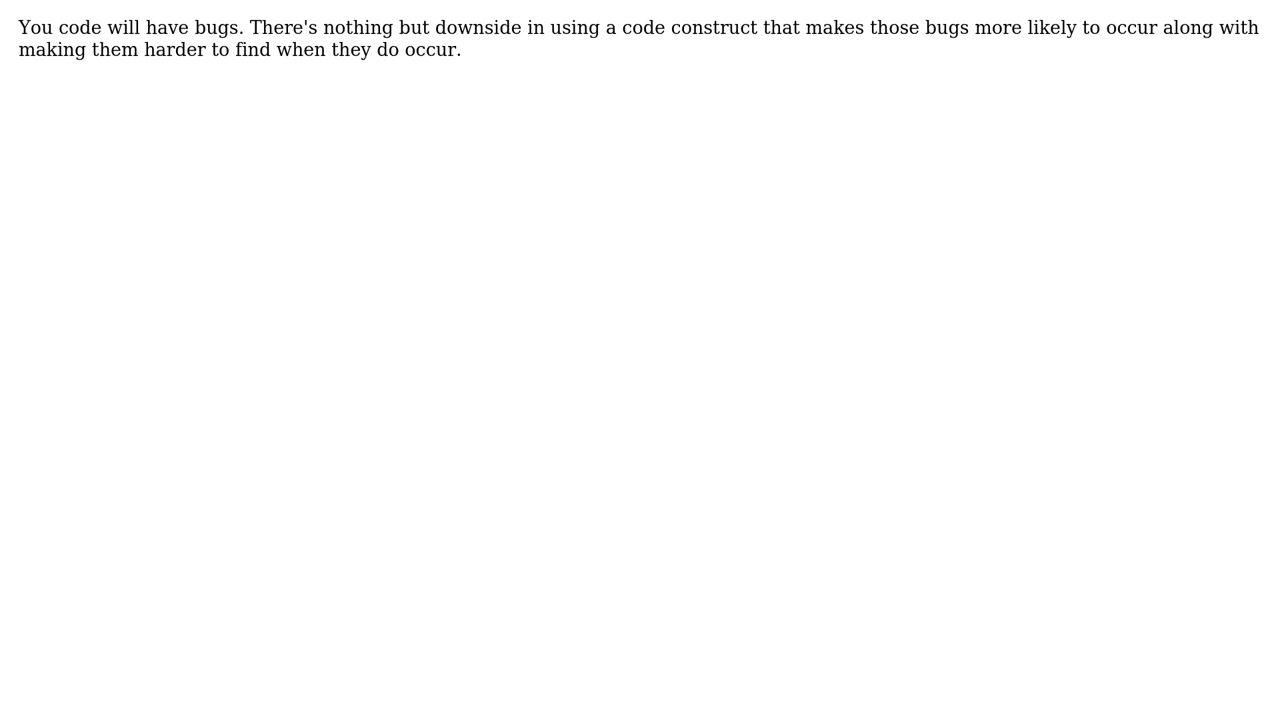 You code will have bugs. There's nothing but downside in using a code construct that makes those bugs more likely to occur along with
making them harder to find when they do occur.